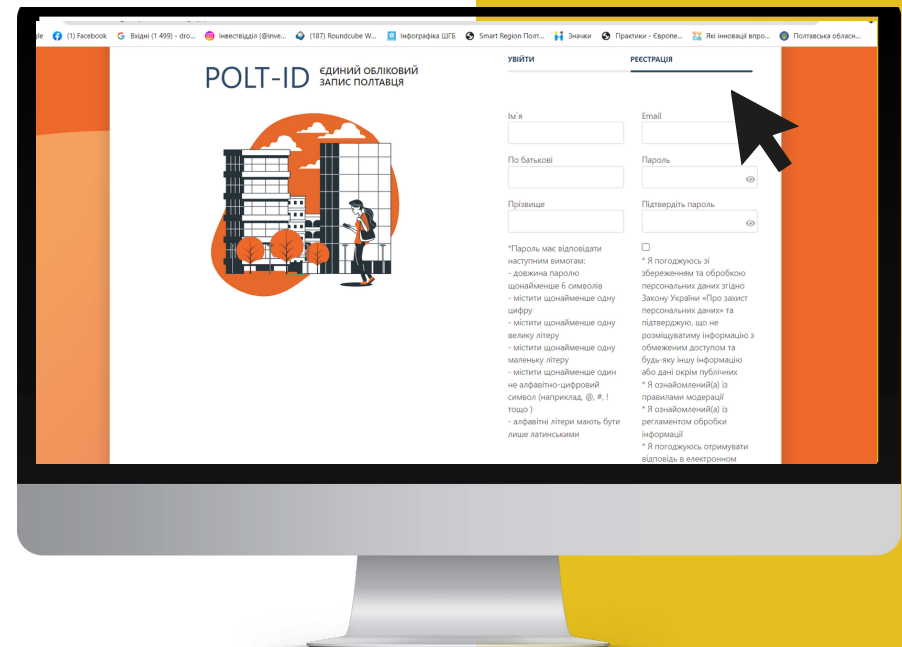 gle (1) Facebook Вхідні (1 499) - dro... Інвествідділ (@inve... (187) Roundcube W... Інфографіка ШГБ Smart Region Полт... Значки Практики - Європе... Які інновації впро... Полтавська обласн...
POLT-ID
ЄДИНИЙ ОБЛІКОВИЙ
ЗАПИС ПОЛТАВЦЯ
УВІЙТИ
РЕЄСТРАЦІЯ
Ім`я
Email
По батькові
Пароль
Прізвище
Підтвердіть пароль
*Пароль має відповідати
наступним вимогам:
- довжина паролю
щонайменше 6 символів
- містити щонайменше одну
цифру
- містити щонайменше одну
велику літеру
- містити щонайменше одну
маленьку літеру
- містити щонайменше один
не алфавітно-цифровий
символ (наприклад, @, #, !
тощо )
- алфавітні літери мають бути
лише латинськими
* Я погоджуюсь зі
збереженням та обробкою
персональних даних згідно
Закону України «Про захист
персональних даних» та
підтверджую, що не
розміщуватиму інформацію з
обмеженим доступом та
будь-яку іншу інформацію
або дані окрім публічних
* Я ознайомлений(а) із
правилами модерації
* Я ознайомлений(а) із
регламентом обробки
інформації
* Я погоджуюсь отримувати
відповідь в електронном